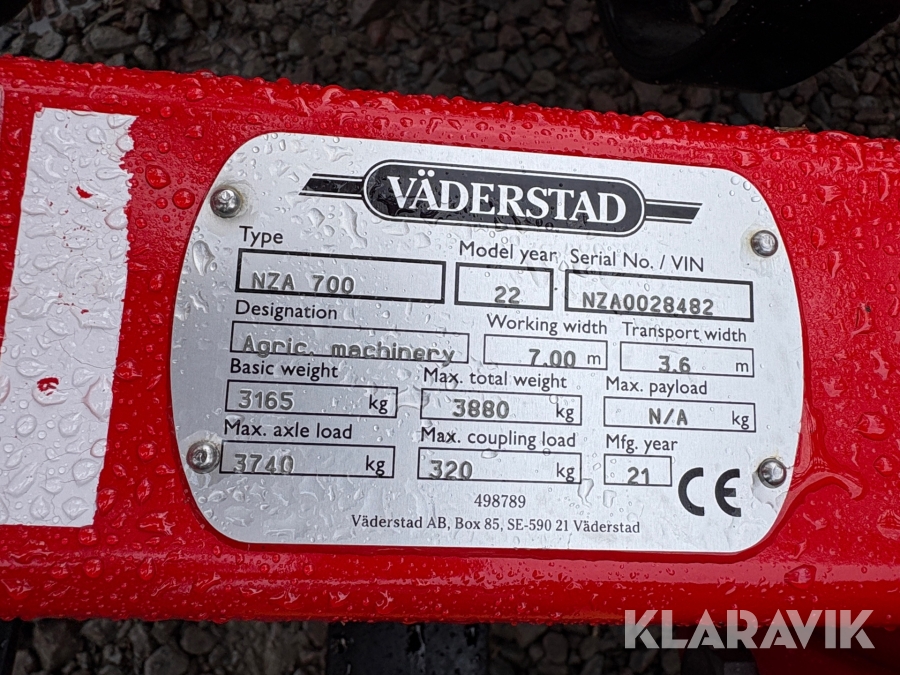 VÄDERSTAD
Type Model year Serial No. / VIN
NZA 700 22 NZA0028482
Designation Working width Transport width
Agric. machinery 7.00 m 3.6 m
Basic weight Max. total weight Max. payload
3165 kg 3880 kg N/A kg
Max. axle load Max. coupling load Mfg. year
3740 kg 320 kg 21 CE
498789
Väderstad AB, Box 85, SE-590 21 Väderstad
KLARAVIK